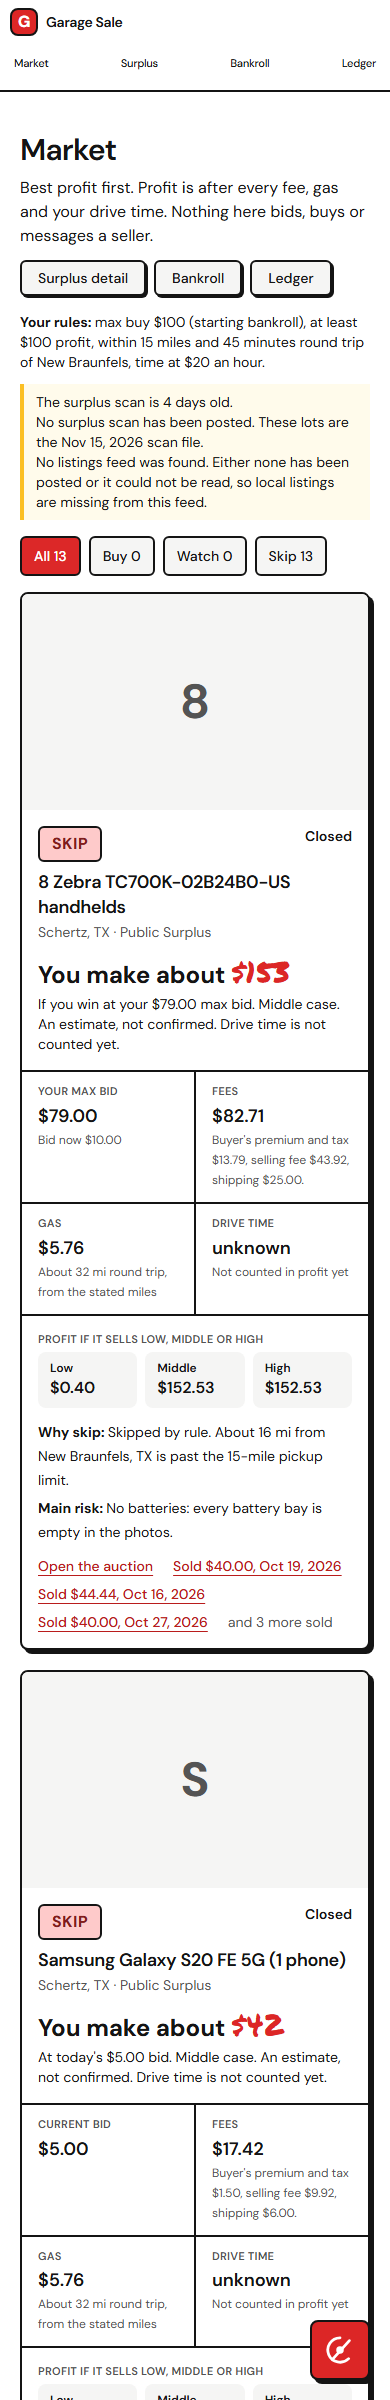 G Garage Sale
Market Surplus Bankroll Ledger
Market
Best profit first. Profit is after every fee, gas
and your drive time. Nothing here bids, buys or
messages a seller.
Surplus detail Bankroll Ledger
Your rules: max buy $100 (starting bankroll), at least
$100 profit, within 15 miles and 45 minutes round trip
of New Braunfels, time at $20 an hour.
The surplus scan is 4 days old.
No surplus scan has been posted. These lots are
the Nov 15, 2026 scan file.
No listings feed was found. Either none has been
posted or it could not be read, so local listings
are missing from this feed.
All 13 Buy 0 Watch 0 Skip 13
8
SKIP Closed
8 Zebra TC700K-02B24B0-US
handhelds
Schertz, TX · Public Surplus
You make about $153
If you win at your $79.00 max bid. Middle case.
An estimate, not confirmed. Drive time is not
counted yet.
YOUR MAX BID
$79.00
Bid now $10.00
FEES
$82.71
Buyer's premium and tax
$13.79, selling fee $43.92,
shipping $25.00.
GAS
$5.76
About 32 mi round trip,
from the stated miles
DRIVE TIME
unknown
Not counted in profit yet
PROFIT IF IT SELLS LOW, MIDDLE OR HIGH
Low
$0.40
Middle
$152.53
High
$152.53
Why skip: Skipped by rule. About 16 mi from
New Braunfels, TX is past the 15-mile pickup
limit.
Main risk: No batteries: every battery bay is
empty in the photos.
Open the auction Sold $40.00, Oct 19, 2026
Sold $44.44, Oct 16, 2026
Sold $40.00, Oct 27, 2026 and 3 more sold
S
SKIP Closed
Samsung Galaxy S20 FE 5G (1 phone)
Schertz, TX · Public Surplus
You make about $42
At today's $5.00 bid. Middle case. An estimate,
not confirmed. Drive time is not counted yet.
CURRENT BID
$5.00
FEES
$17.42
Buyer's premium and tax
$1.50, selling fee $9.92,
shipping $6.00.
GAS
$5.76
About 32 mi round trip,
from the stated miles
DRIVE TIME
unknown
Not counted in profit yet
PROFIT IF IT SELLS LOW, MIDDLE OR HIGH
Low Middle High